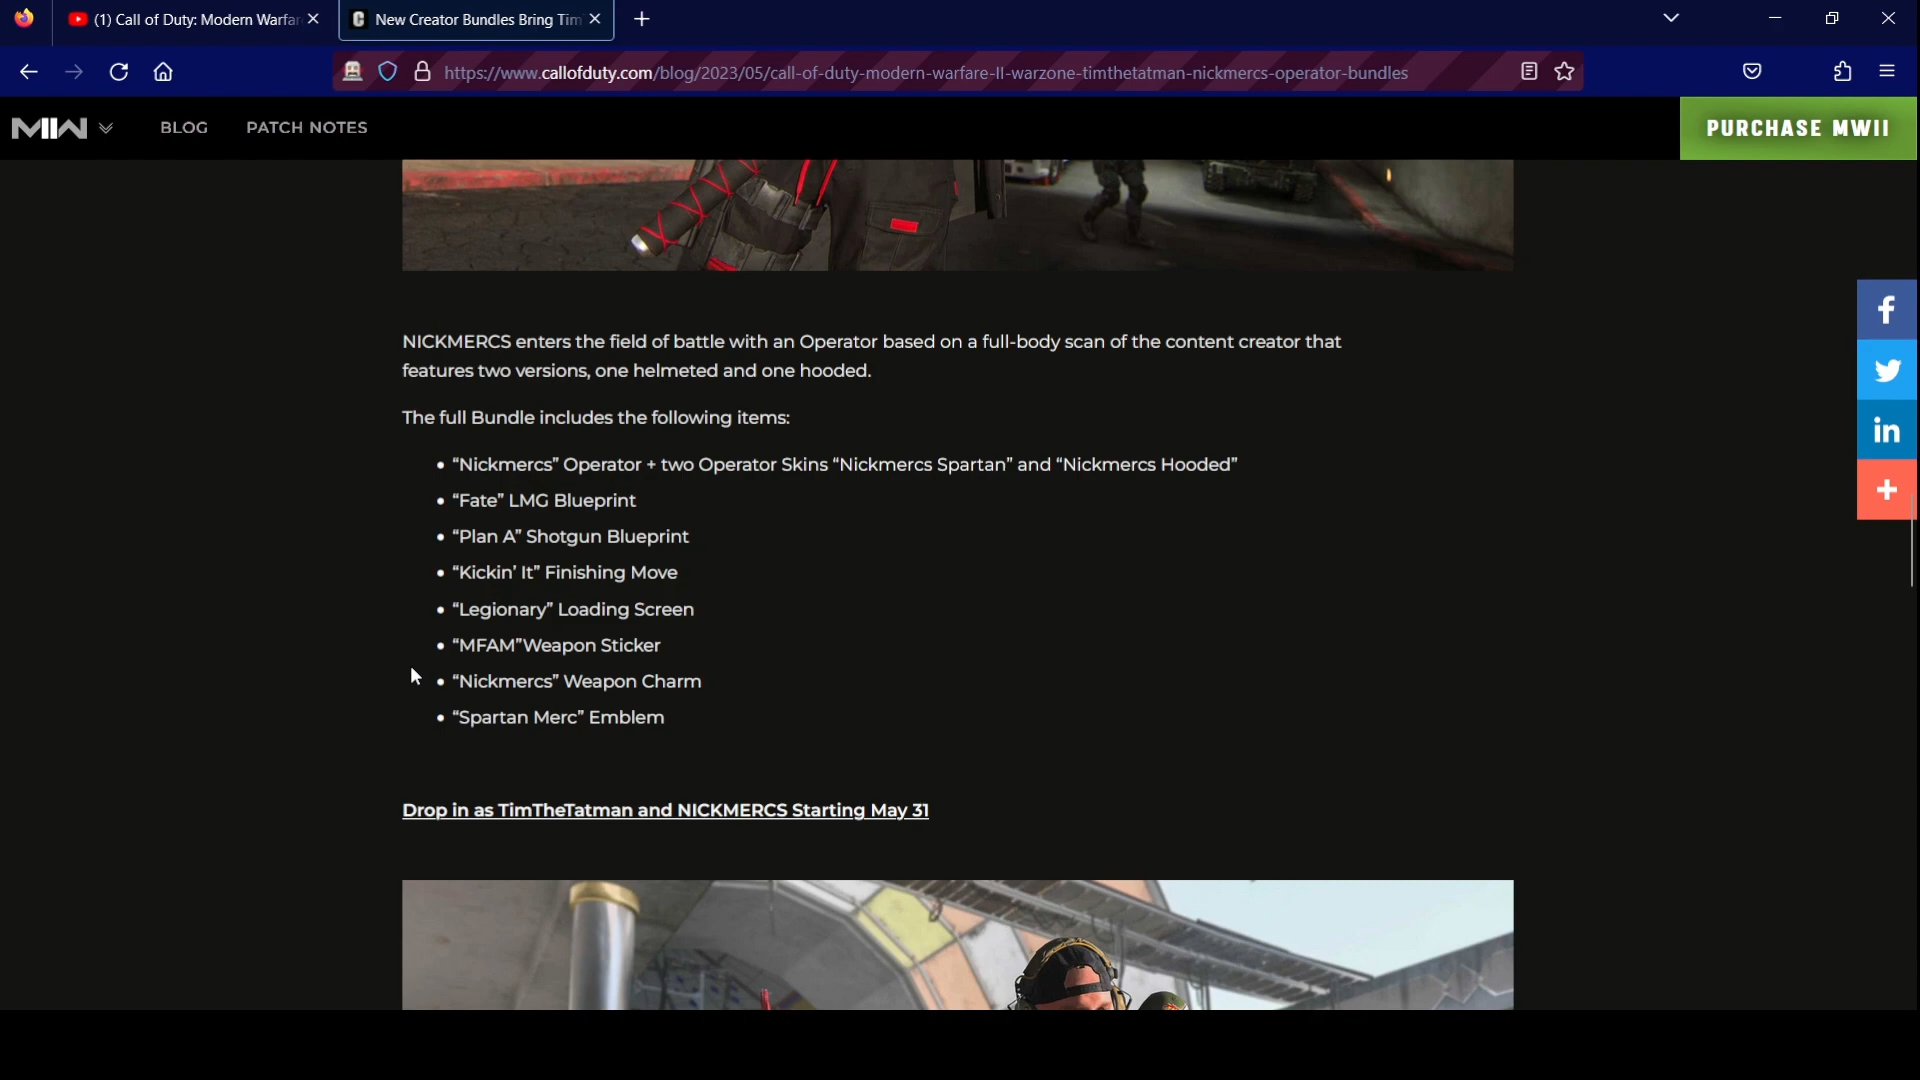 (1) Call of Duty: Modern Warfar
New Creator Bundles Bring Tim
https://www.callofduty.com/blog/2023/05/call-of-duty-modern-warfare-II-warzone-timthetatman-nickmercs-operator-bundles
MIIW
BLOG
PATCH NOTES
PURCHASE MWII
NICKMERCS enters the field of battle with an Operator based on a full-body scan of the content creator that
features two versions, one helmeted and one hooded.
The full Bundle includes the following items:
• “Nickmercs” Operator + two Operator Skins “Nickmercs Spartan” and “Nickmercs Hooded”
• “Fate” LMG Blueprint
• “Plan A” Shotgun Blueprint
• “Kickin’ It” Finishing Move
• “Legionary” Loading Screen
• “MFAM”Weapon Sticker
• “Nickmercs” Weapon Charm
• “Spartan Merc” Emblem
Drop in as TimTheTatman and NICKMERCS Starting May 31